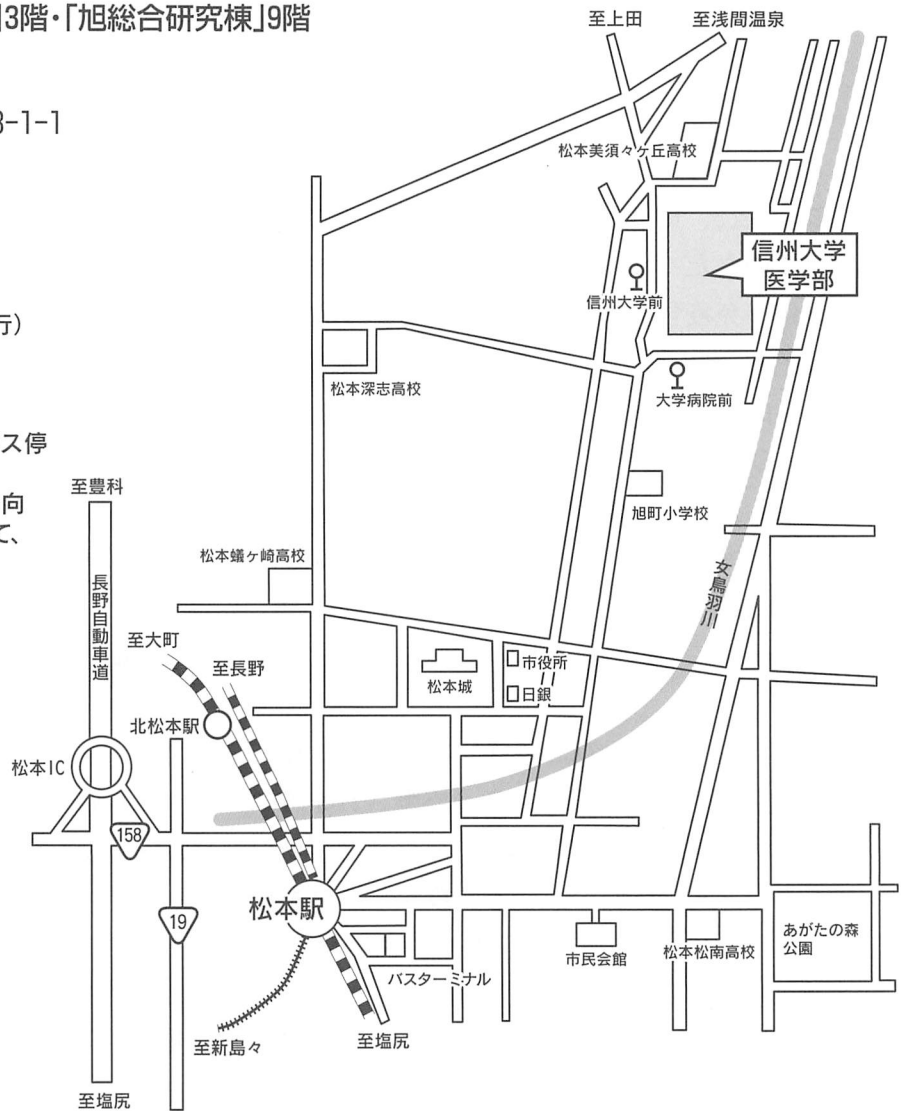 3階・「旭総合研究棟」9階
3-1-1
行）
ス停
向
て、
至上田
至浅間温泉
松本美須々ヶ丘高校
信州大学
医学部
信州大学前
松本深志高校
大学病院前
旭町小学校
至豊科
長野自動車道
松本蟻ヶ崎高校
女鳥羽川
至大町
至長野
市役所
松本城
日銀
北松本駅
松本IC
158
19
松本駅
あがたの森
公園
市民会館
松本松南高校
バスターミナル
至新島々
至塩尻
至塩尻